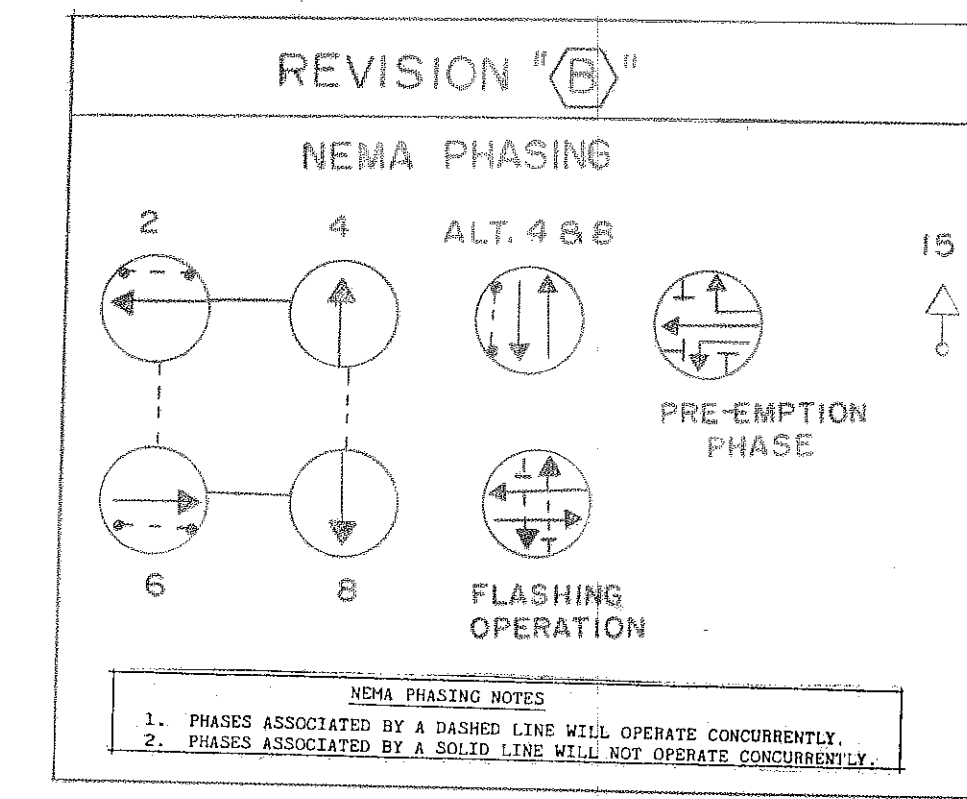 REVISION "B"
NEMA PHASING
2
4
ALT. 4 & 8
15
PRE-EMPTION
PHASE
6
8
FLASHING
OPERATION
NEMA PHASING NOTES
1. PHASES ASSOCIATED BY A DASHED LINE WILL OPERATE CONCURRENTLY.
2. PHASES ASSOCIATED BY A SOLID LINE WILL NOT OPERATE CONCURRENTLY.